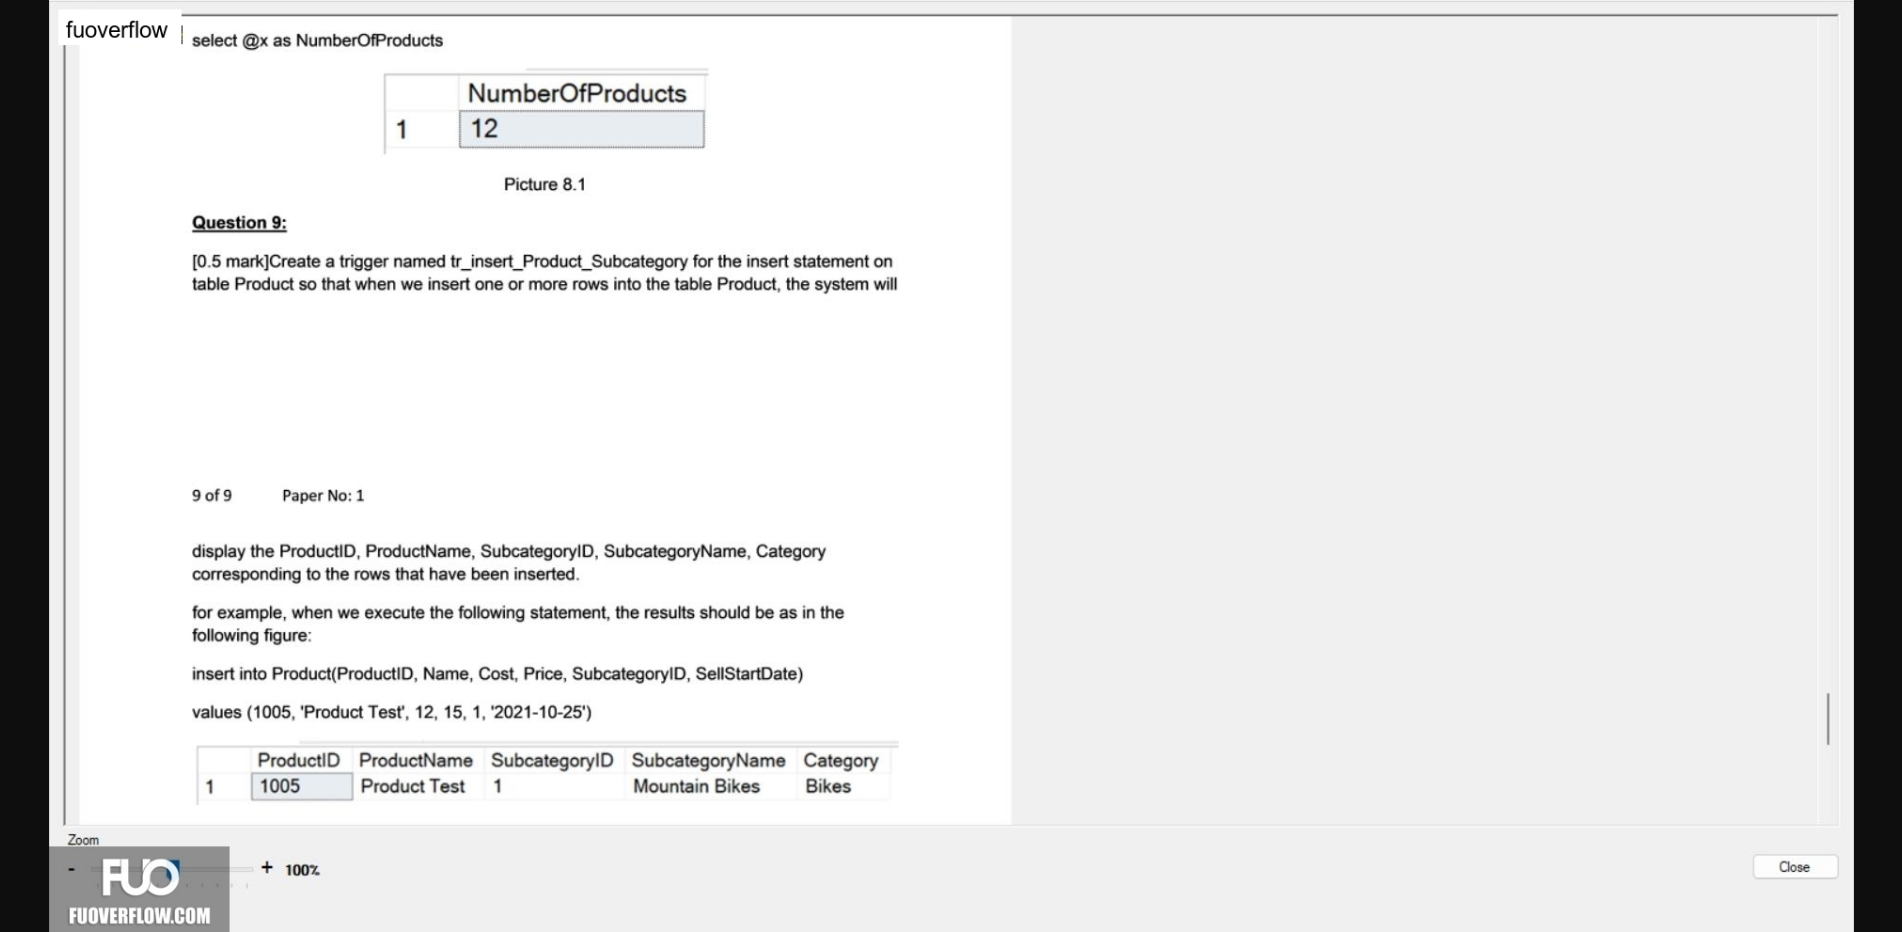 fuoverflow
select @x as NumberOfProducts
NumberOfProducts
1 12
Picture 8.1
Question 9:
[0.5 mark]Create a trigger named tr_insert_Product_Subcategory for the insert statement on
table Product so that when we insert one or more rows into the table Product, the system will
9 of 9 Paper No: 1
display the ProductID, ProductName, SubcategoryID, SubcategoryName, Category
corresponding to the rows that have been inserted.
for example, when we execute the following statement, the results should be as in the
following figure:
insert into Product(ProductID, Name, Cost, Price, SubcategoryID, SellStartDate)
values (1005, 'Product Test', 12, 15, 1, '2021-10-25')
ProductID ProductName SubcategoryID SubcategoryName Category
1 1005 Product Test 1 Mountain Bikes Bikes
Zoom
- + 100%
Close
FUO
FUOVERFLOW.COM